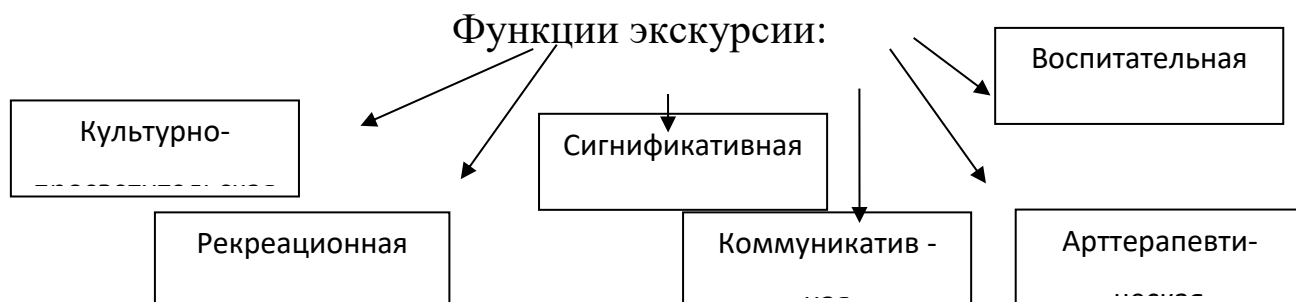 Функции экскурсии:
Воспитательная
Культурно-
Сигнификативная
Рекреационная
Коммуникатив -
Арттерапевти-